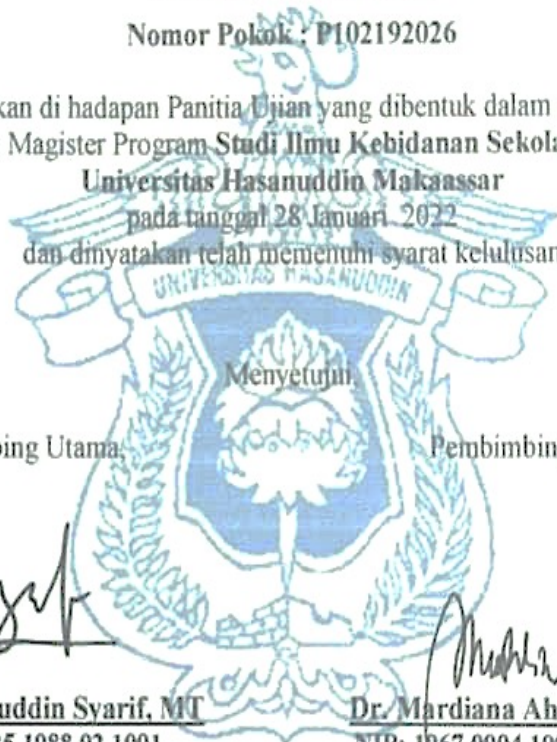 Nomor Pokok : P102192026
kan di hadapan Panitia Ujian yang dibentuk dalam
Magister Program Studi Ilmu Kebidanan Sekola
Universitas Hasanuddin Makaassar
pada tanggal 28 Januari 2022
dan dinyatakan telah memenuhi syarat kelulusan
UNIVERSITAS HASANUDDIN
Menyetujui,
bing Utama, Pembimbin
uddin Syarif, MT Dr. Mardiana Ah